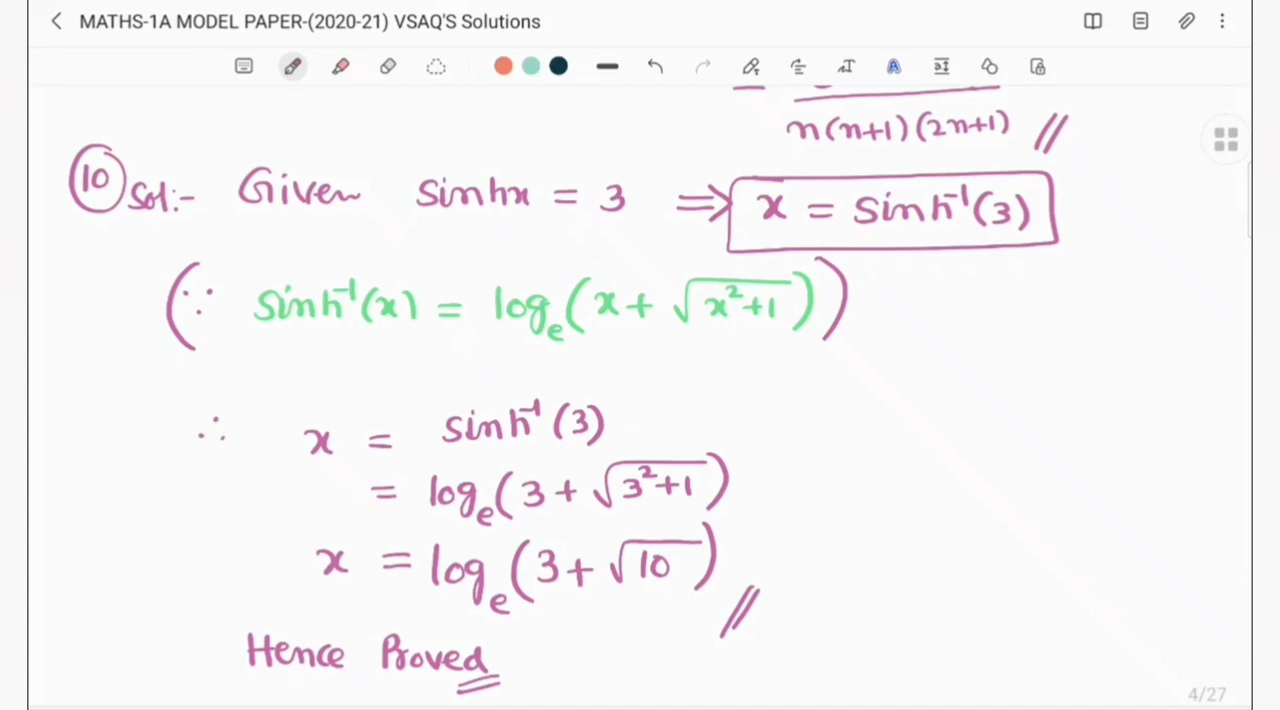 MATHS-1A MODEL PAPER-(2020-21) VSAQ'S Solutions
n(n+1)(2n+1) //
⑩ Sol:- Given Sinhx = 3 ⇒ x = Sinh⁻¹(3)
(∵ Sinh⁻¹(x) = logₑ(x + √(x²+1)))
∴ x = Sinh⁻¹(3)
= logₑ(3 + √(3²+1))
x = logₑ(3 + √10) //
Hence Proved
4/27